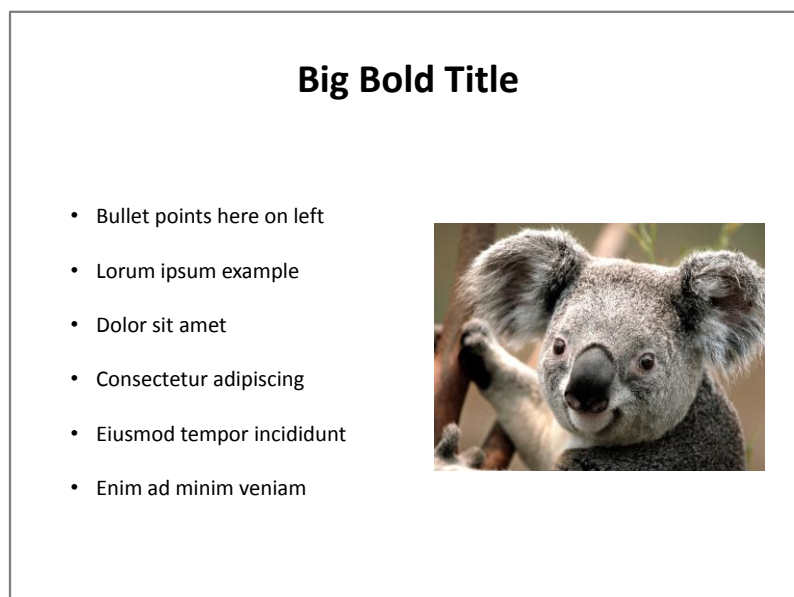 Big Bold Title
• Bullet points here on left
• Lorum ipsum example
• Dolor sit amet
• Consectetur adipiscing
• Eiusmod tempor incididunt
• Enim ad minim veniam